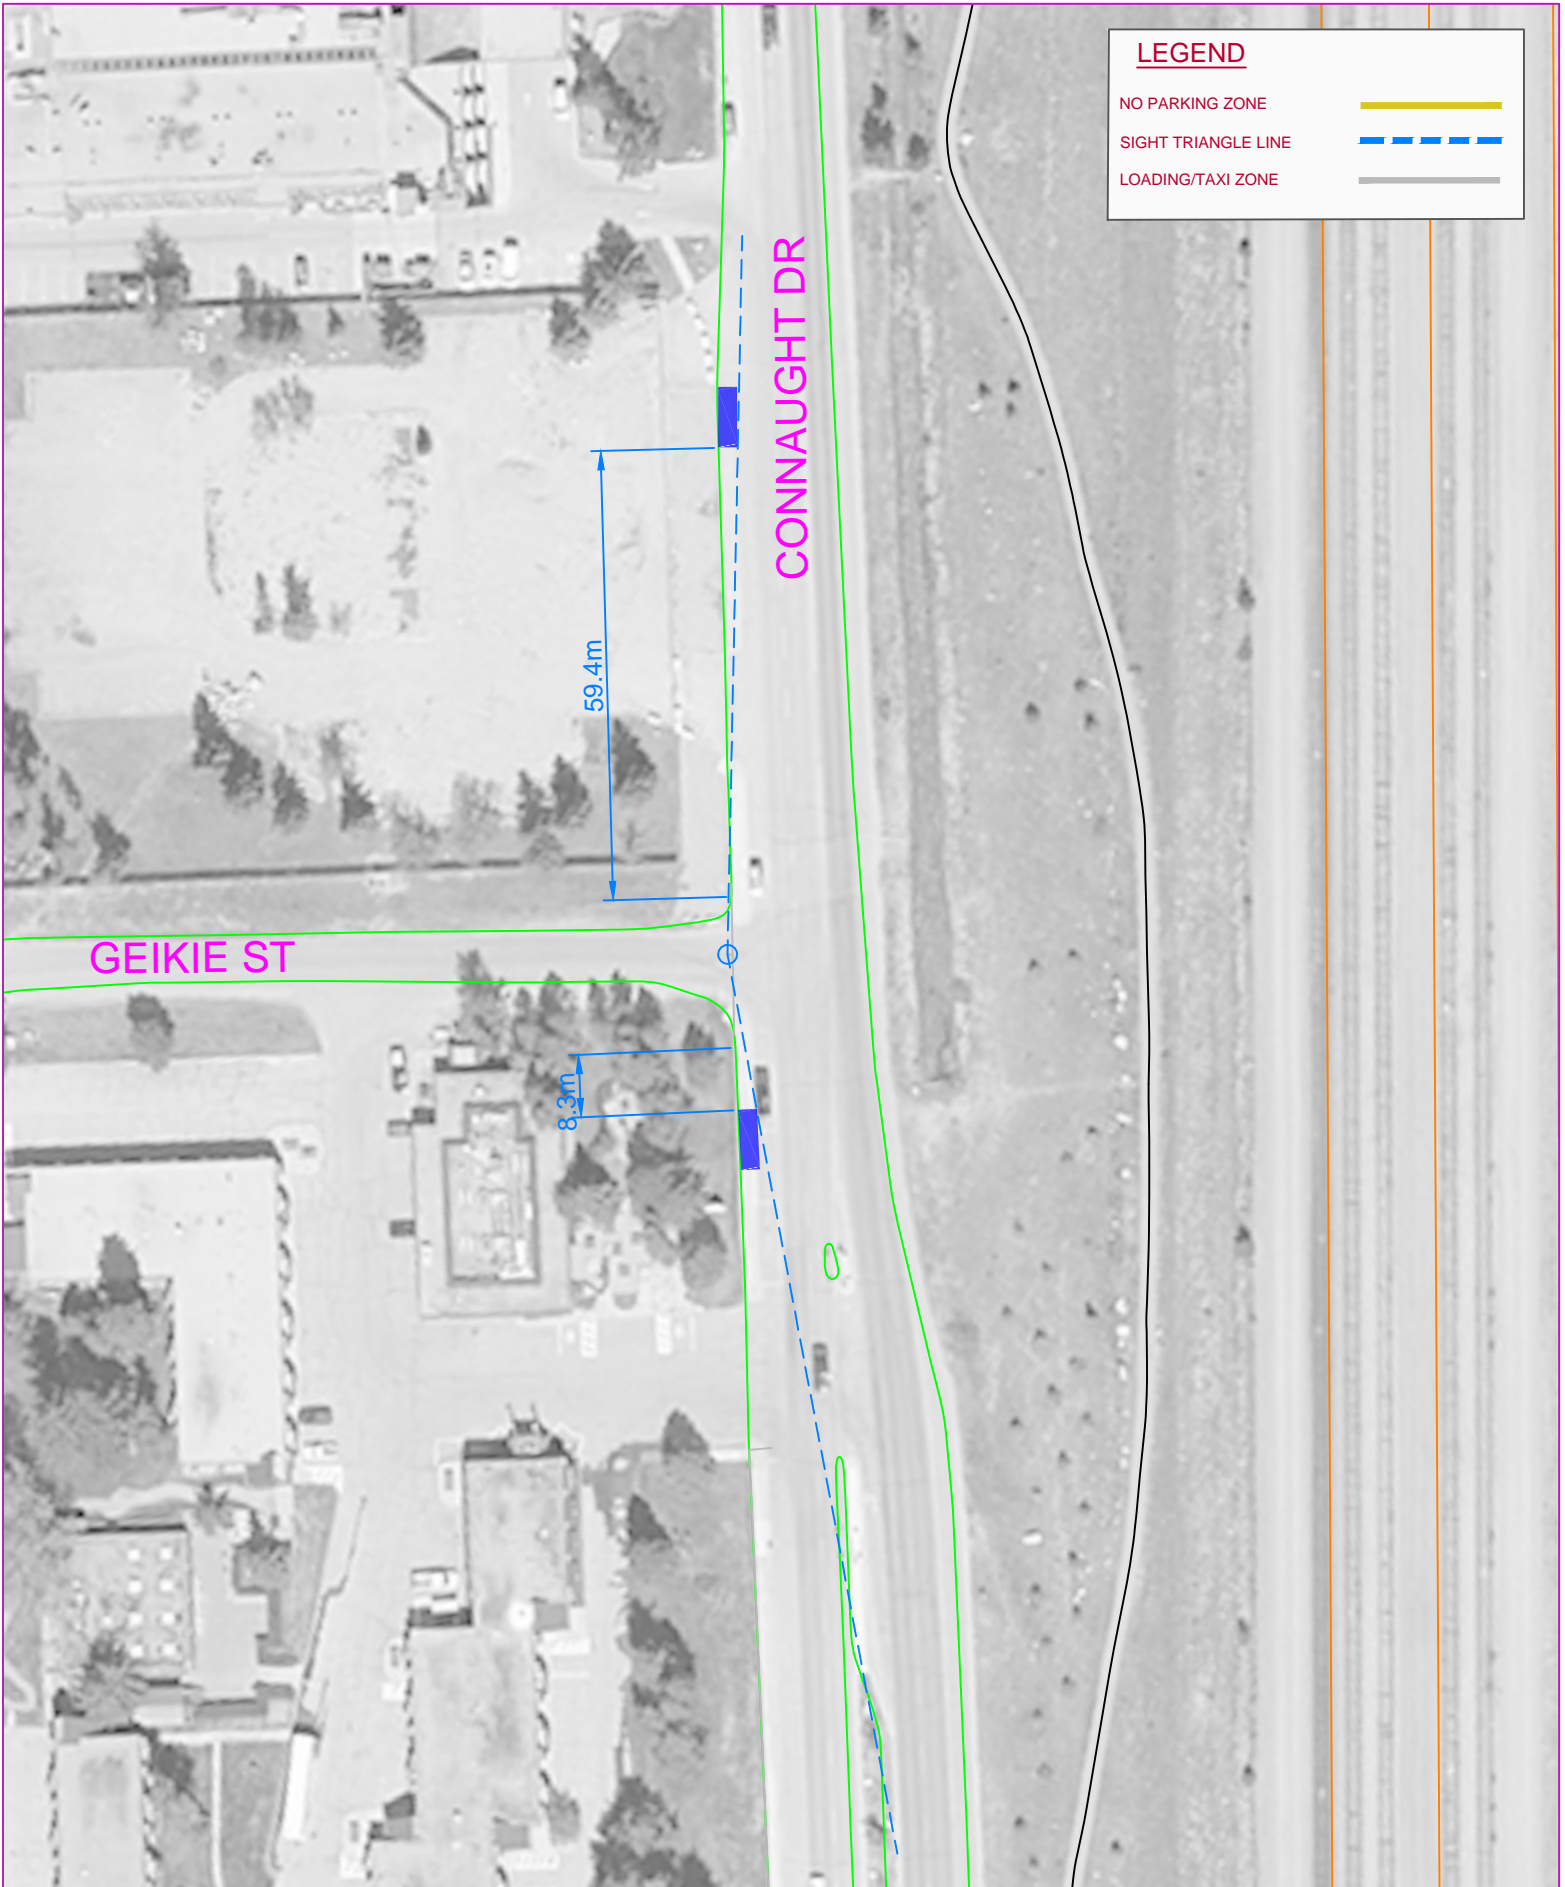 LEGEND
NO PARKING ZONE
SIGHT TRIANGLE LINE
LOADING/TAXI ZONE
CONNAUGHT DR
59.4m
GEIKIE ST
8.3m